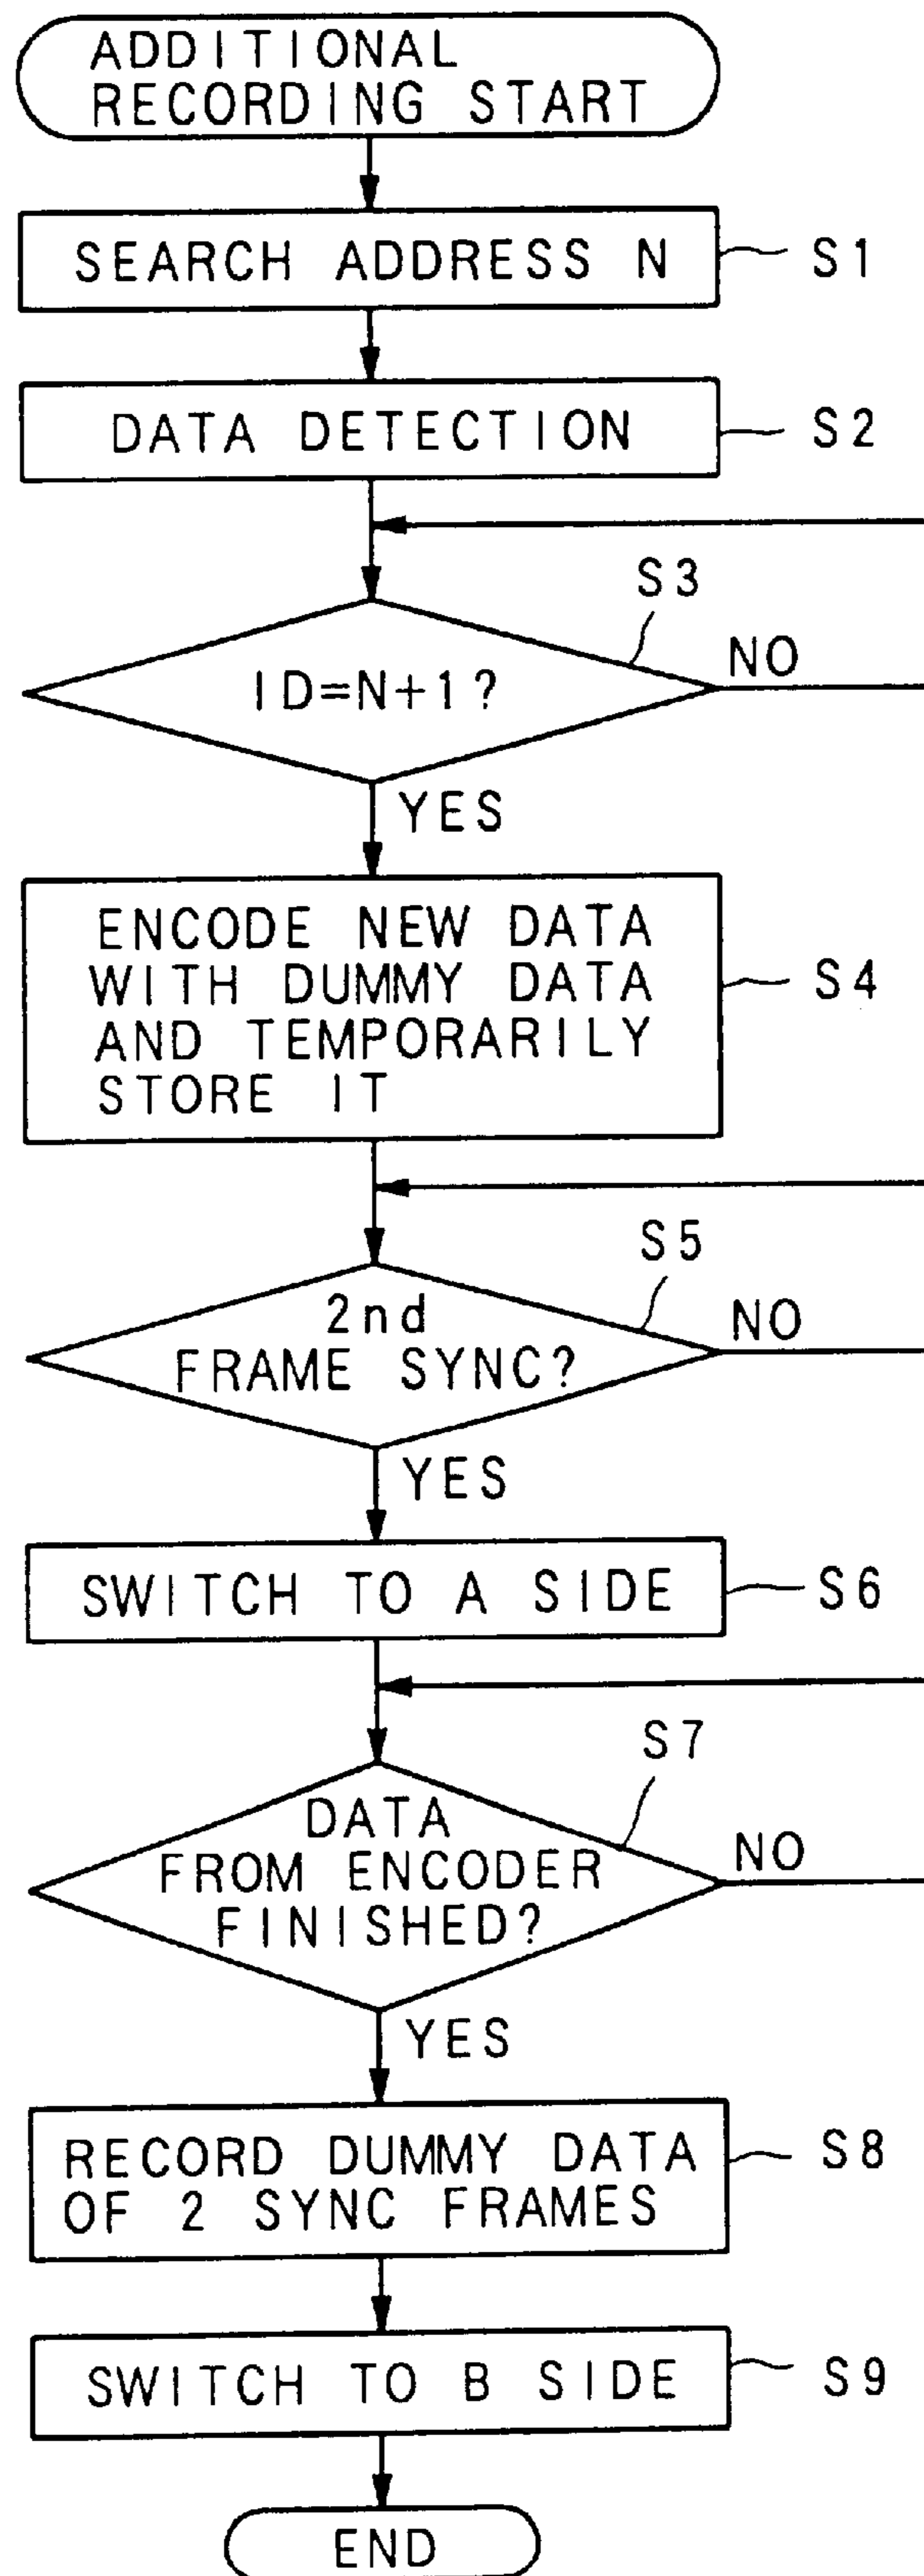 ADDITIONAL
RECORDING START
SEARCH ADDRESS N
S1
DATA DETECTION
S2
S3
ID=N+1?
NO
YES
ENCODE NEW DATA
WITH DUMMY DATA
AND TEMPORARILY
STORE IT
S4
S5
2nd
FRAME SYNC?
NO
YES
SWITCH TO A SIDE
S6
S7
DATA
FROM ENCODER
FINISHED?
NO
YES
RECORD DUMMY DATA
OF 2 SYNC FRAMES
S8
SWITCH TO B SIDE
S9
END